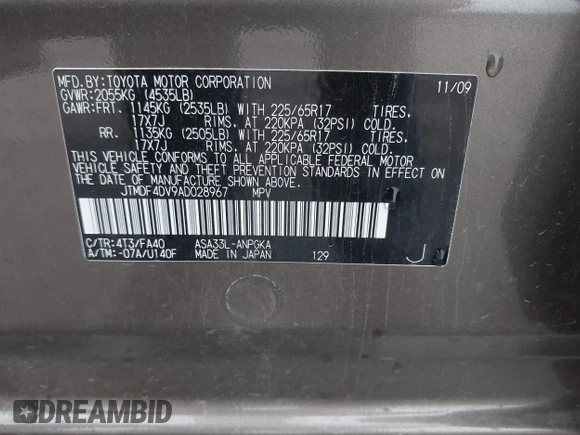 MFD.BY:TOYOTA MOTOR CORPORATION 11/09
GVWR:2055KG (4535LB)
GAWR:FRT. 1145KG (2535LB) WITH 225/65R17 TIRES,
17X7J RIMS, AT 220KPA (32PSI) COLD.
RR. 1135KG (2505LB) WITH 225/65R17 TIRES,
17X7J RIMS, AT 220KPA (32PSI) COLD.
THIS VEHICLE CONFORMS TO ALL APPLICABLE FEDERAL MOTOR
VEHICLE SAFETY AND THEFT PREVENTION STANDARDS IN EFFECT ON
THE DATE OF MANUFACTURE SHOWN ABOVE.
JTMDF4DV9AD028967 MPV
C/TR:4T3/FA40 ASA33L-ANPGKA J
A/TM:-07A/U140F MADE IN JAPAN 129
DREAMBID